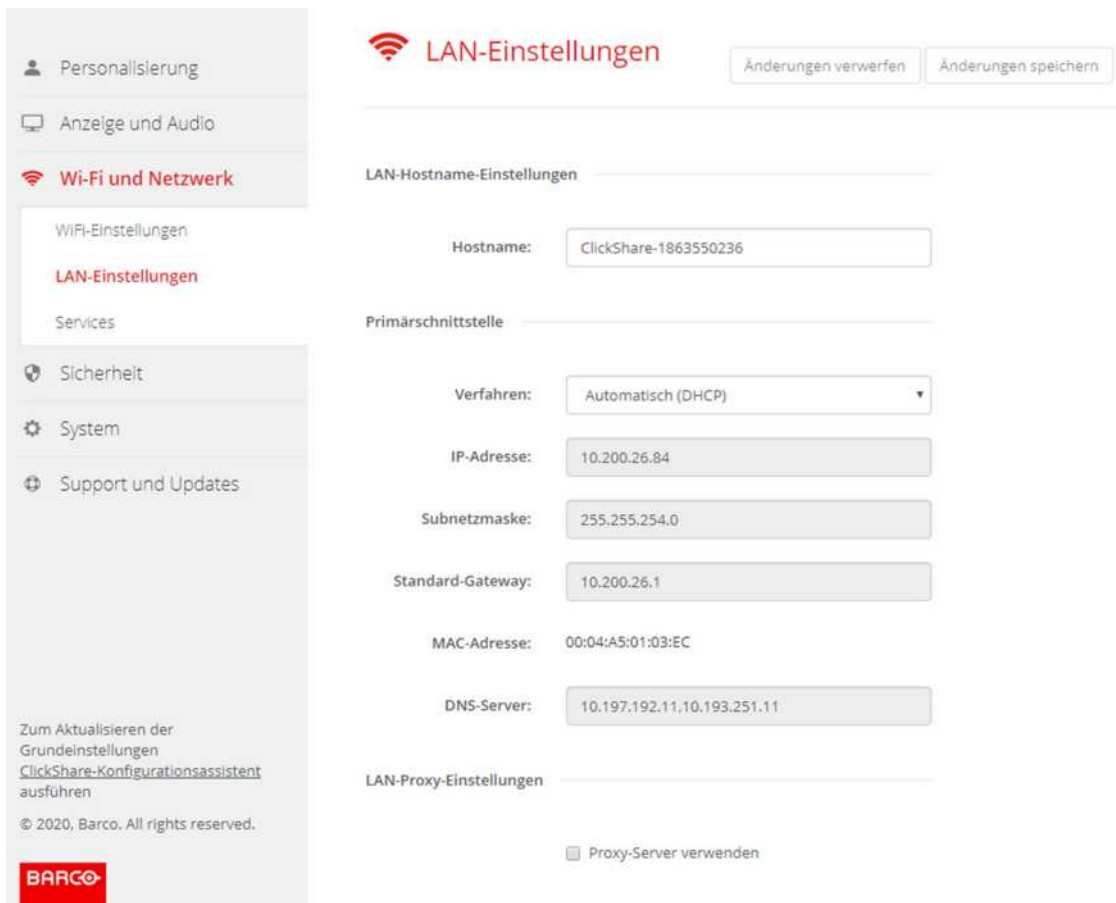 Personalisierung
Anzeige und Audio
Wi-Fi und Netzwerk
WiFi-Einstellungen
LAN-Einstellungen
Services
Sicherheit
System
Support und Updates
Zum Aktualisieren der
Grundeinstellungen
ClickShare-Konfigurationsassistent
ausführen
© 2020, Barco. All rights reserved.
BARCO
LAN-Einstellungen
Änderungen verwerfen
Änderungen speichern
LAN-Hostname-Einstellungen
Hostname: ClickShare-1863550236
Primärschnittstelle
Verfahren: Automatisch (DHCP)
IP-Adresse: 10.200.26.84
Subnetzmaske: 255.255.254.0
Standard-Gateway: 10.200.26.1
MAC-Adresse: 00:04:A5:01:03:EC
DNS-Server: 10.197.192.11,10.193.251.11
LAN-Proxy-Einstellungen
Proxy-Server verwenden